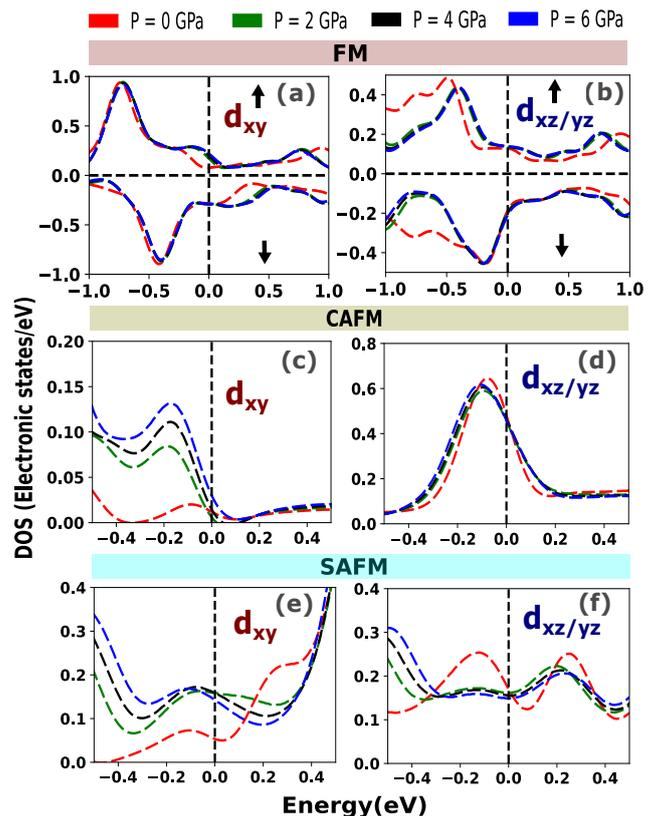 P = 0 GPa P = 2 GPa P = 4 GPa P = 6 GPa
FM
1.0 0.5 0.0 −0.5 −1.0
(a)
dxy
−1.0 −0.5 0.0 0.5 1.0
0.4 0.2 0.0 −0.2 −0.4
(b)
dxz/yz
−1.0 −0.5 0.0 0.5 1.0
DOS (Electronic states/eV)
CAFM
0.20 0.15 0.10 0.05 0.00
(c)
dxy
−0.4 −0.2 0.0 0.2 0.4
0.8 0.6 0.4 0.2 0.0
(d)
dxz/yz
−0.4 −0.2 0.0 0.2 0.4
SAFM
0.4 0.3 0.2 0.1 0.0
(e)
dxy
−0.4 −0.2 0.0 0.2 0.4
0.4 0.3 0.2 0.1 0.0
(f)
dxz/yz
−0.4 −0.2 0.0 0.2 0.4
Energy(eV)